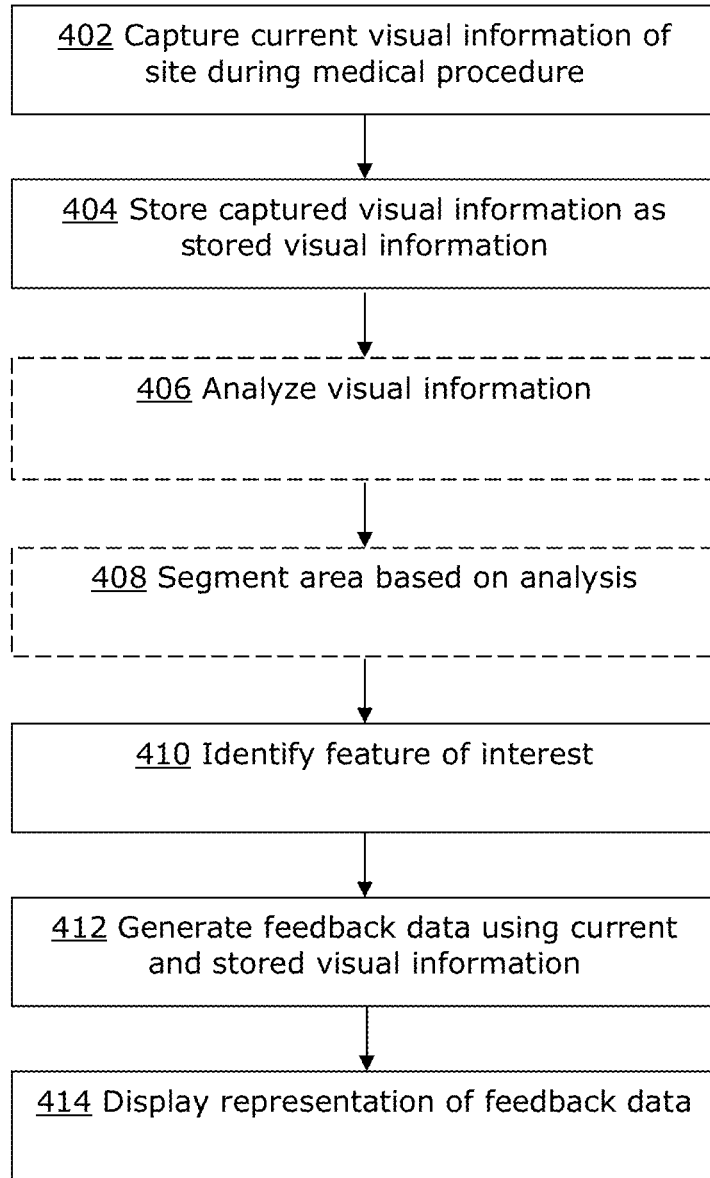 402 Capture current visual information of
site during medical procedure
404 Store captured visual information as
stored visual information
406 Analyze visual information
408 Segment area based on analysis
410 Identify feature of interest
412 Generate feedback data using current
and stored visual information
414 Display representation of feedback data